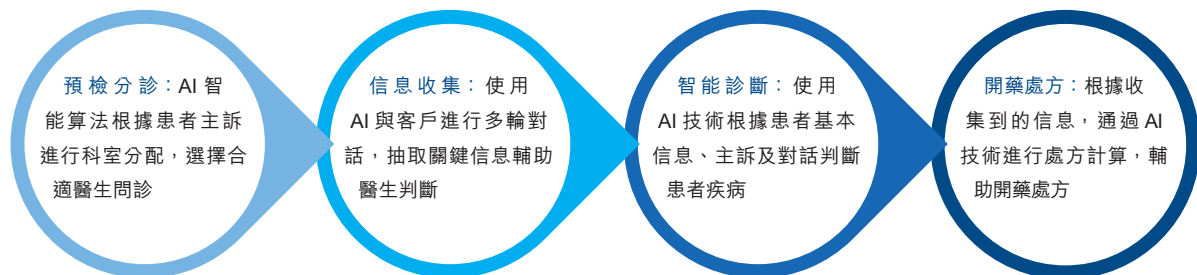 預檢分診：AI 智
能算法根據患者主訴
進行科室分配，選擇合
適醫生問診
信息收集：使用
AI 與客戶進行多輪對
話，抽取關鍵信息輔助
醫生判斷
智能診斷：使用
AI 技術根據患者基本
信息、主訴及對話判斷
患者疾病
開藥處方：根據收
集到的信息，通過 AI
技術進行處方計算，輔
助開藥處方